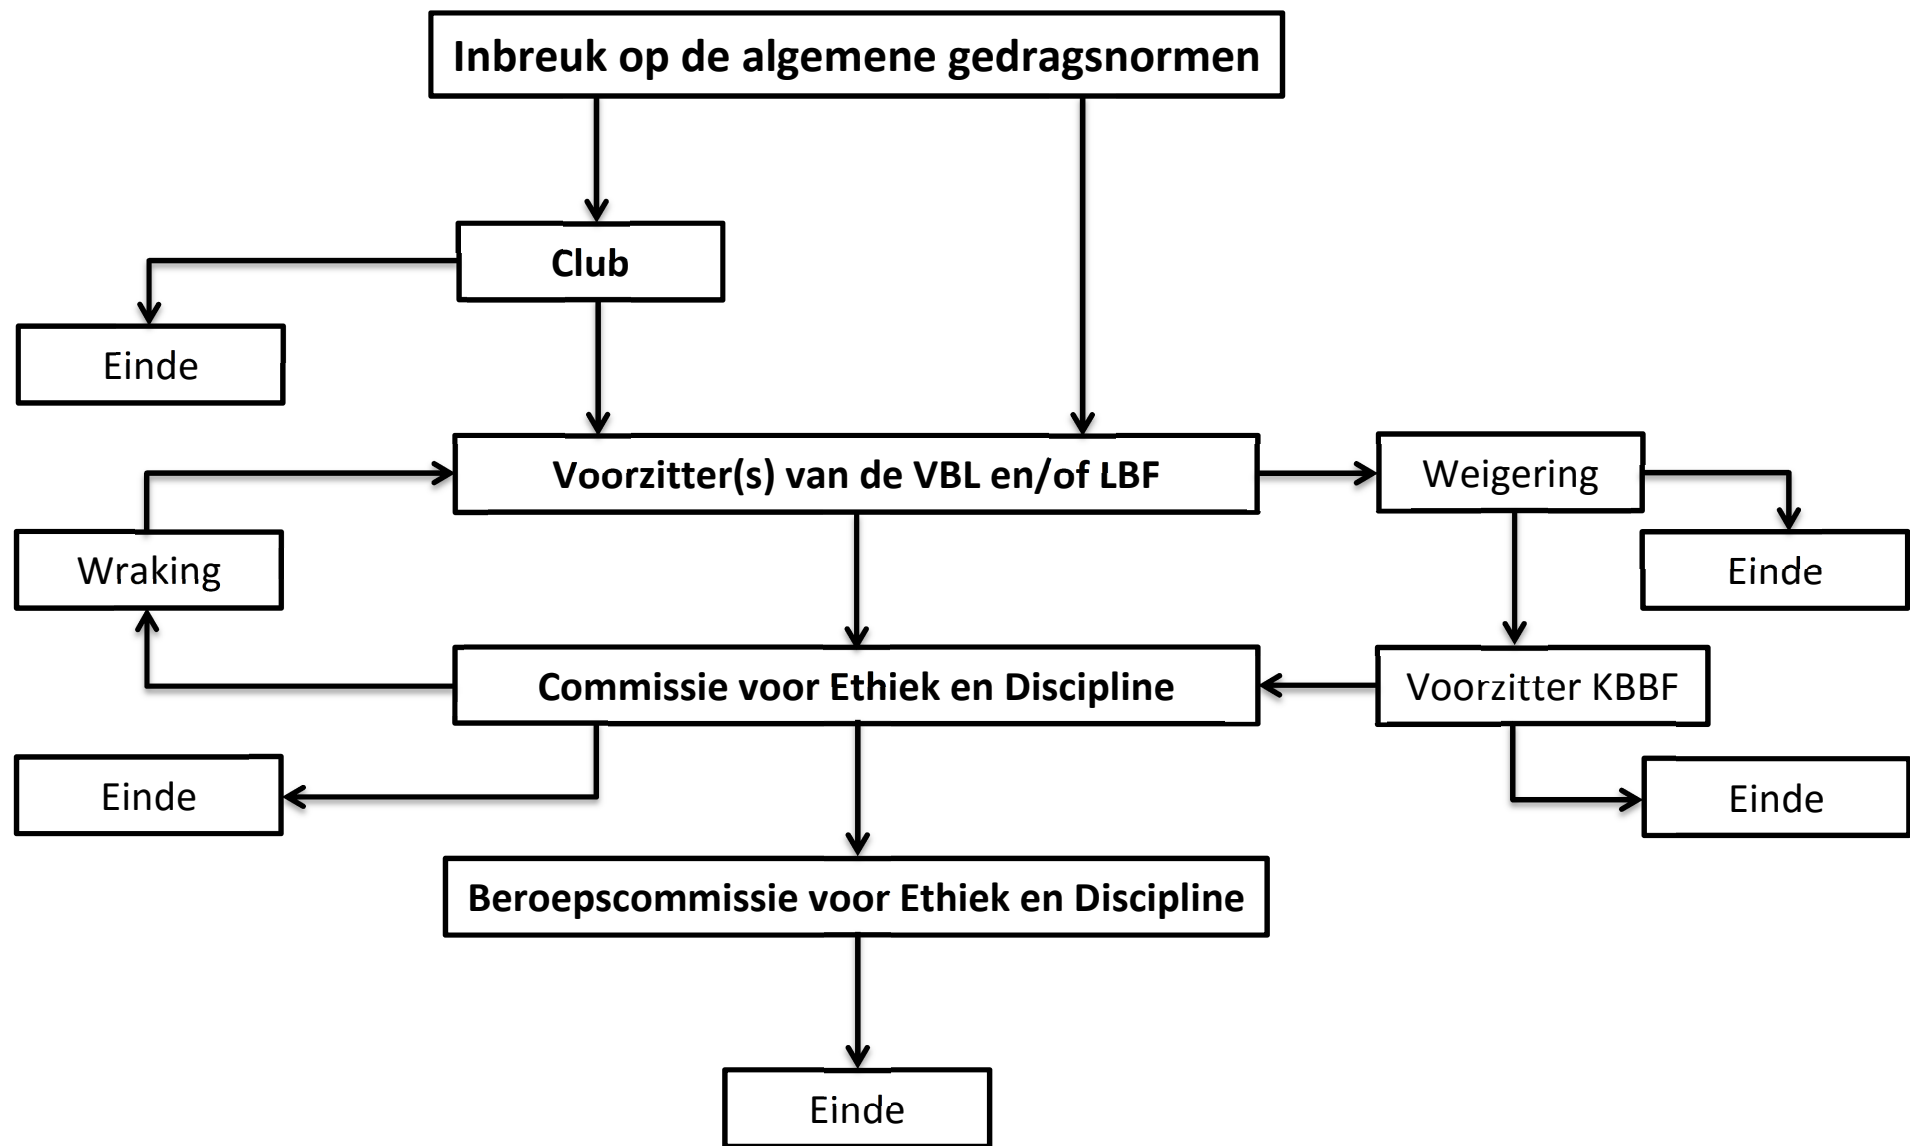 Inbreuk op de algemene gedragsnormen
Club
Einde
Voorzitter(s) van de VBL en/of LBF
Weigering
Wraking
Einde
Commissie voor Ethiek en Discipline
Voorzitter KBBF
Einde
Einde
Beroepscommissie voor Ethiek en Discipline
Einde